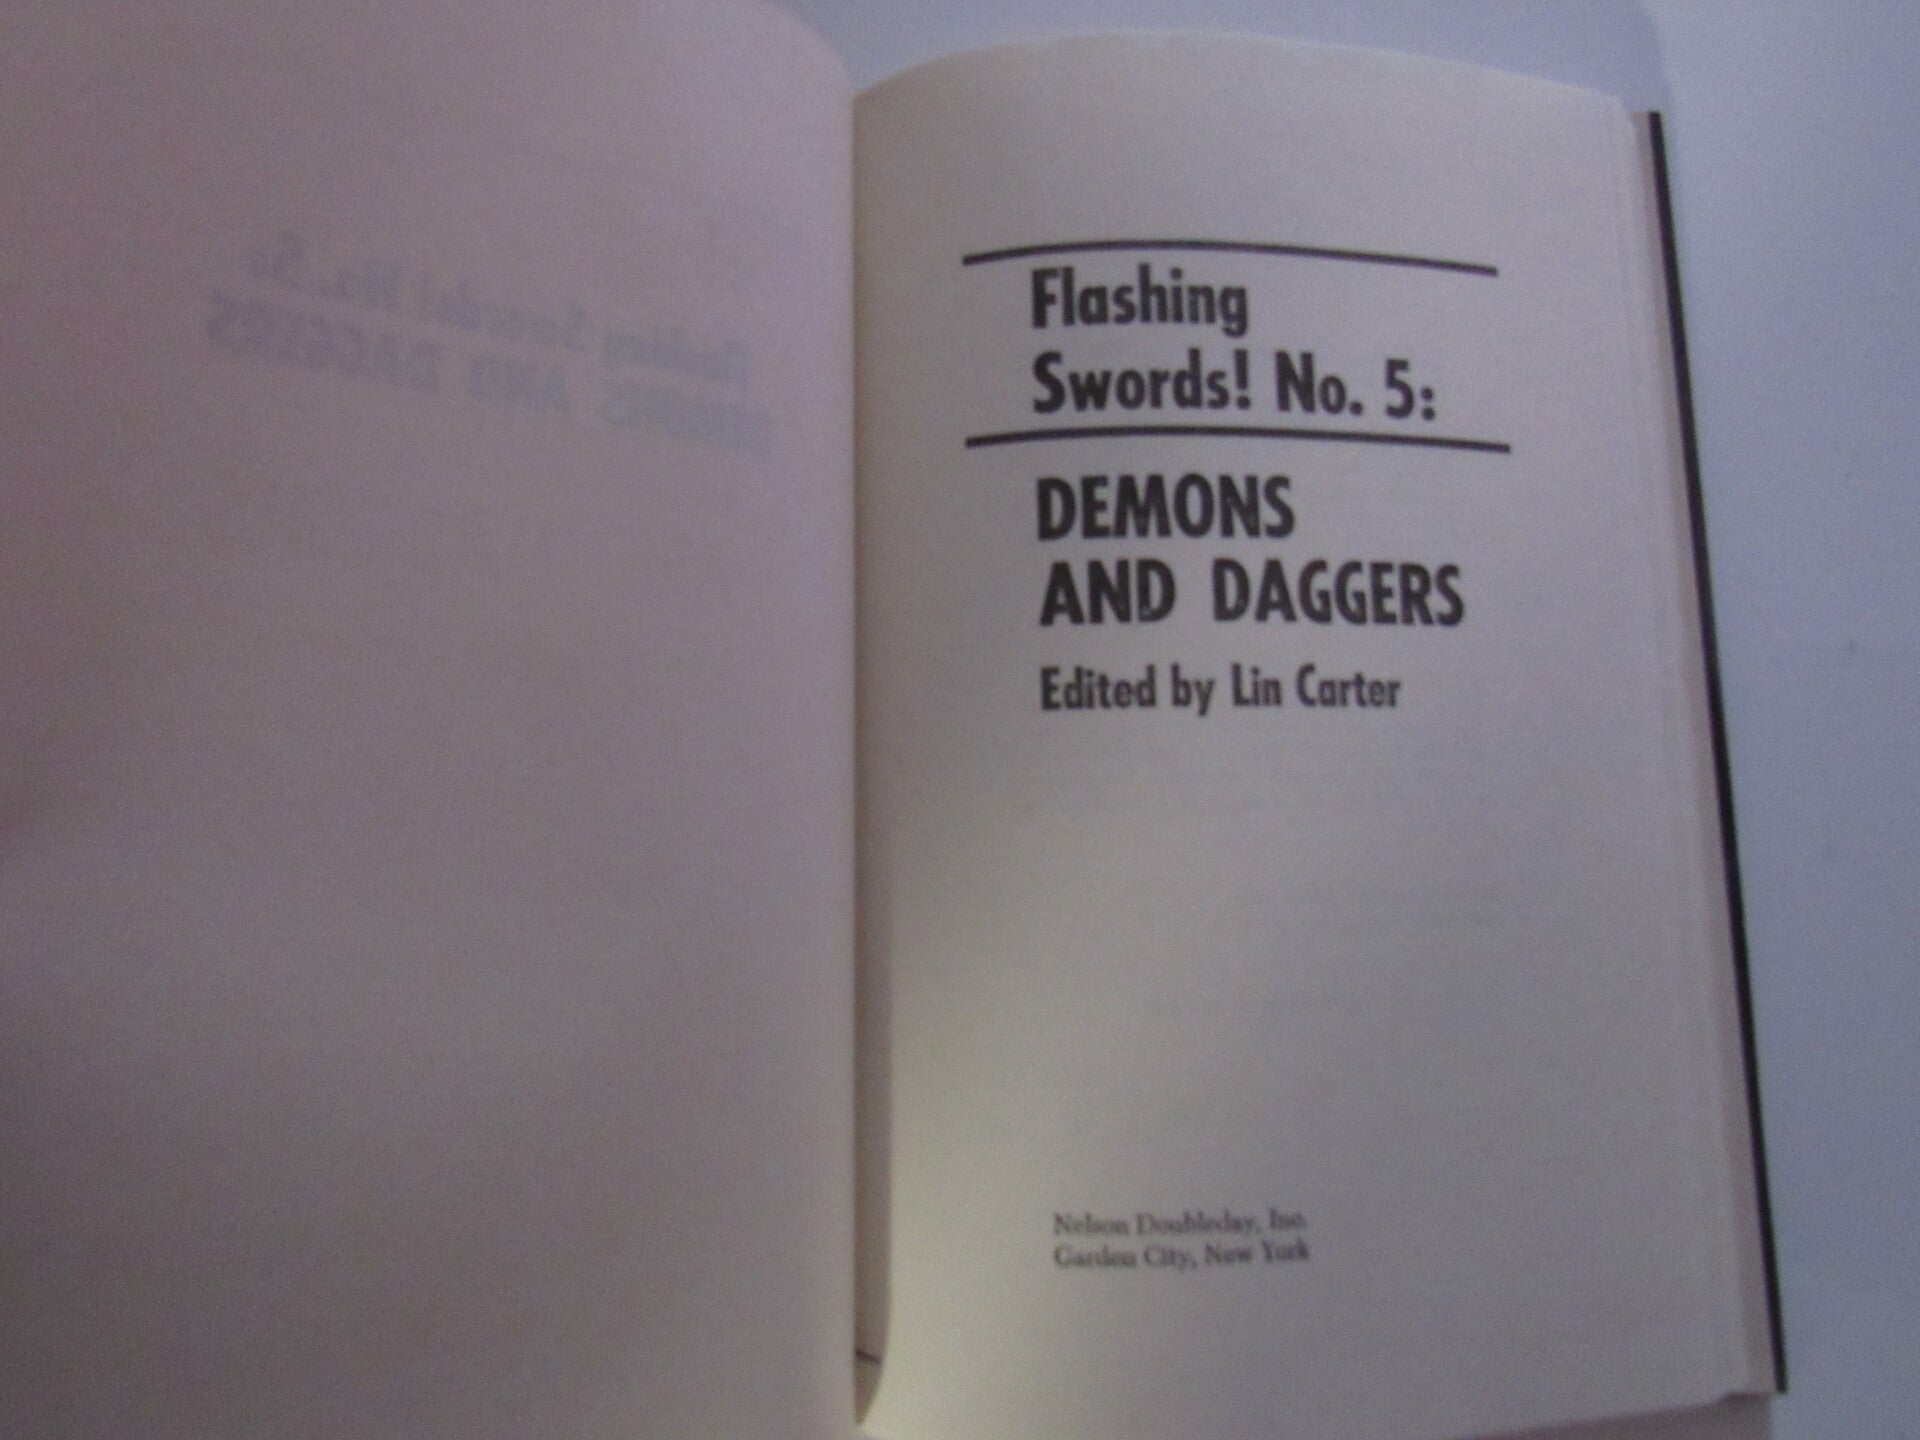 Flashing
Swords! No. 5:
DEMONS
AND DAGGERS
Edited by Lin Carter
Nelson Doubleday, Inc.
Garden City, New York